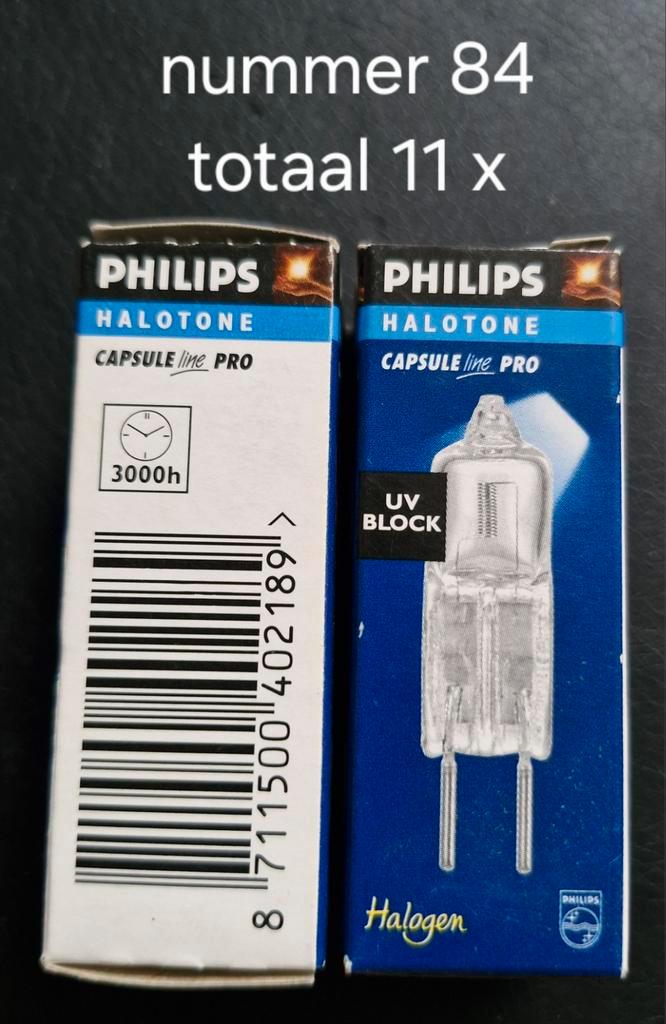 nummer 84
totaal 11 x
PHILIPS
HALOTONE
CAPSULE line PRO
3000h
8 711500 402189 >
PHILIPS
HALOTONE
CAPSULE line PRO
UV
BLOCK
Halogen
PHILIPS